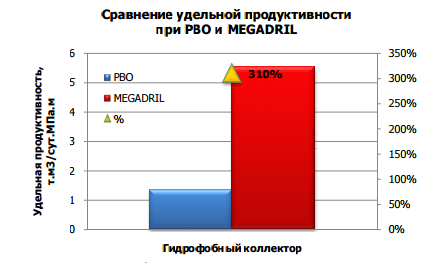 Сравнение удельной продуктивности
при РВО и MEGADRIL
Удельная продуктивность,
т.м3/сут.МПа.м
6
5
4
3
2
1
0
РВО
MEGADRIL
%
310%
350%
300%
250%
200%
150%
100%
50%
0%
Гидрофобный коллектор